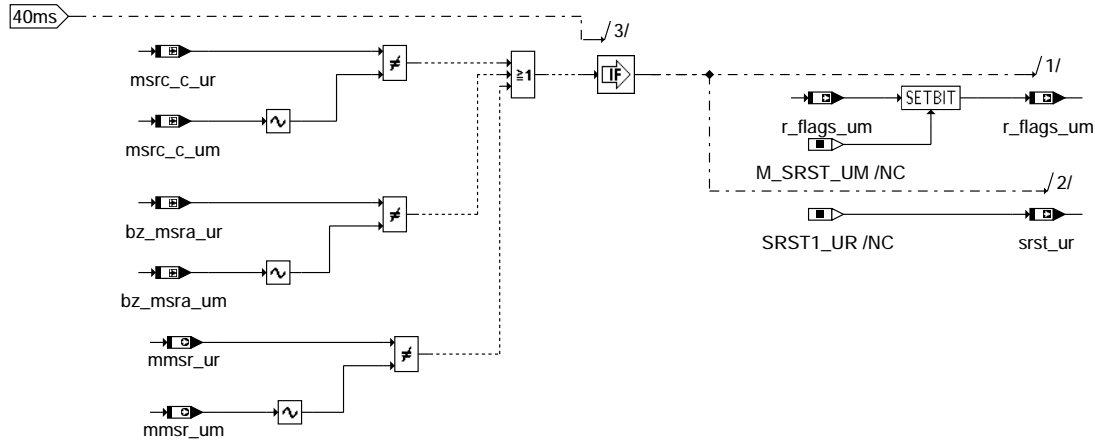 40ms
/3/
msrc_c_ur
≠
≥1
IF
/1/
msrc_c_um
~
r_flags_um
SETBIT
r_flags_um
M_SRST_UM /NC
/2/
bz_msra_ur
≠
SRST1_UR /NC
srst_ur
bz_msra_um
~
mmsr_ur
≠
mmsr_um
~